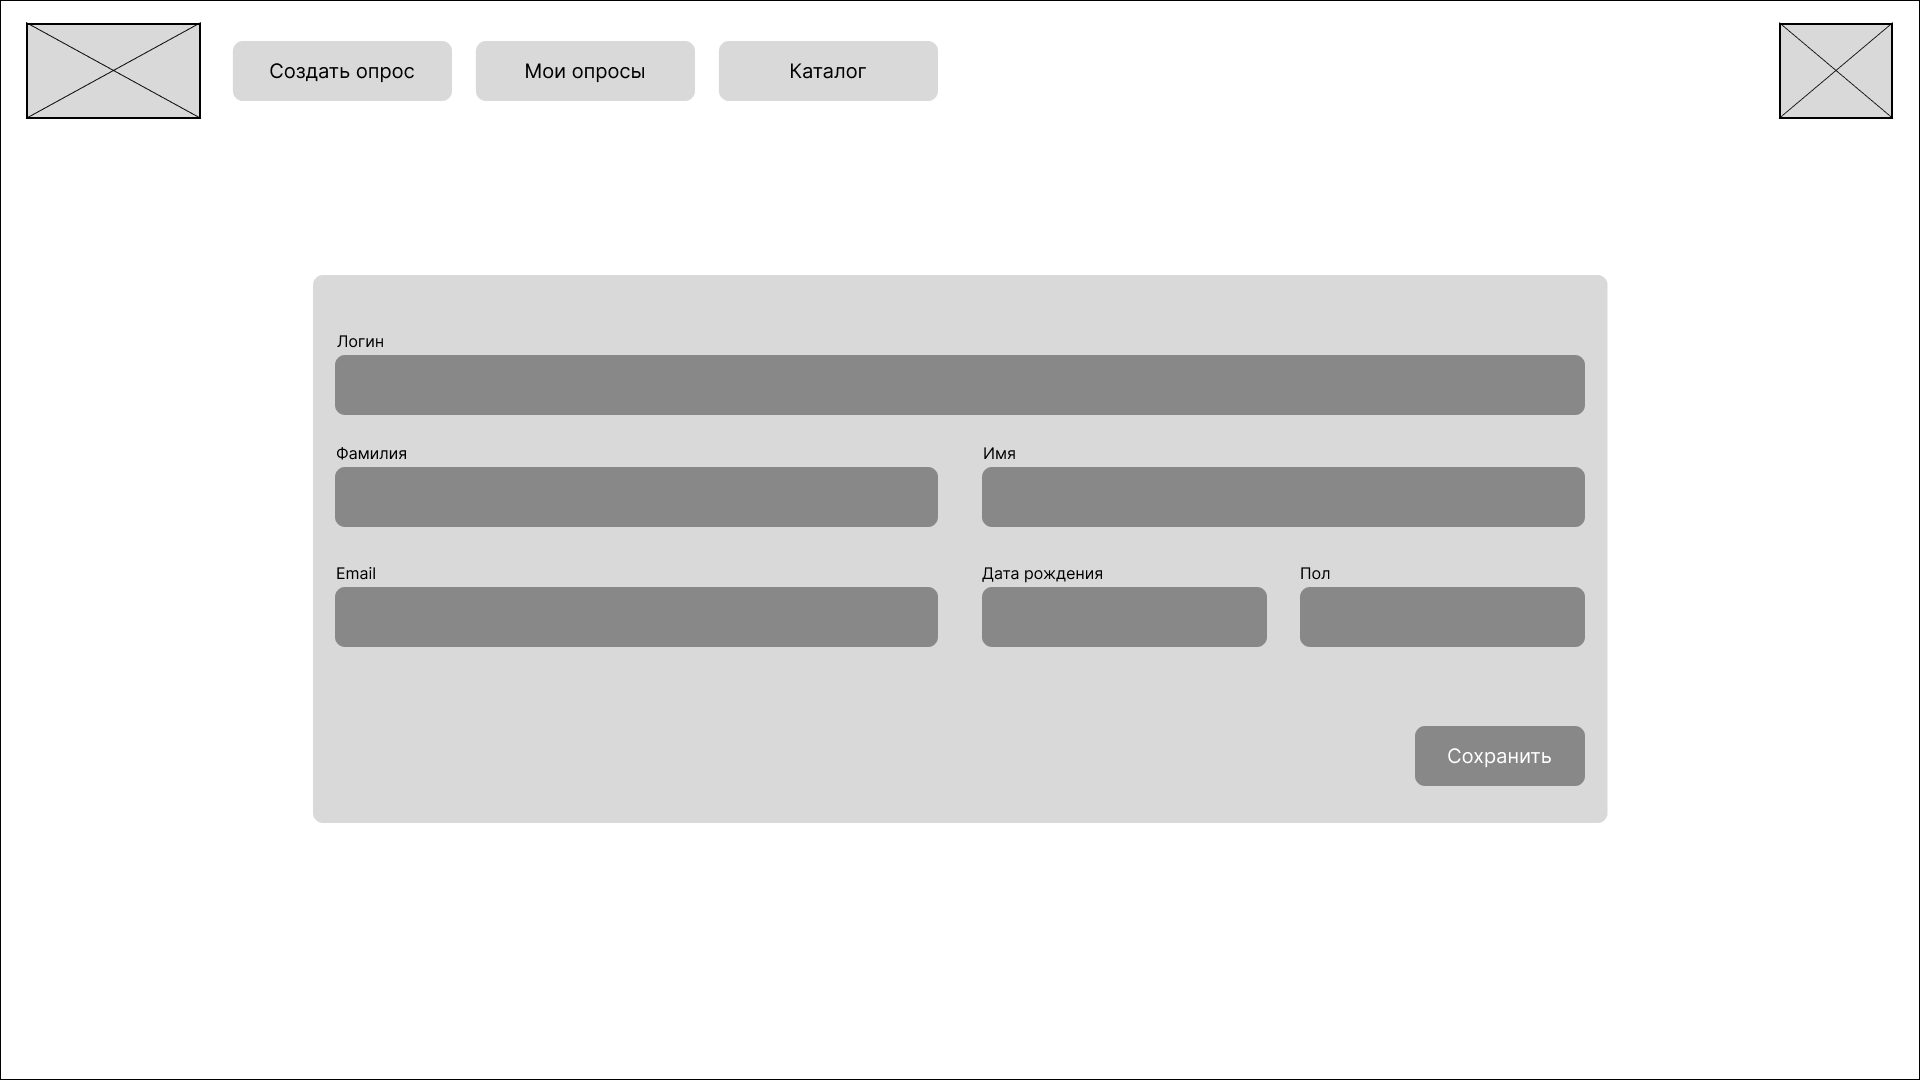 Создать опрос
Мои опросы
Каталог
Логин
Фамилия
Имя
Email
Дата рождения
Пол
Сохранить